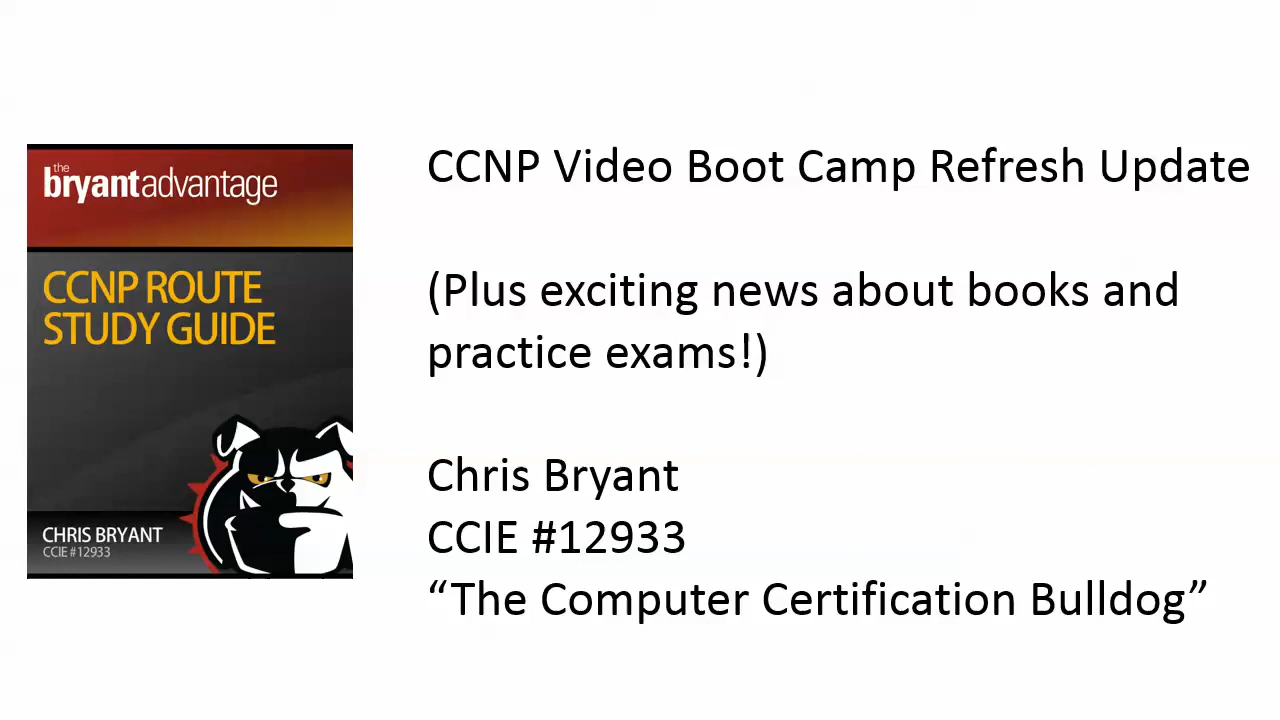 the
bryantadvantage
CCNP ROUTE
STUDY GUIDE
CHRIS BRYANT
CCIE #12933
CCNP Video Boot Camp Refresh Update
(Plus exciting news about books and
practice exams!)
Chris Bryant
CCIE #12933
“The Computer Certification Bulldog”